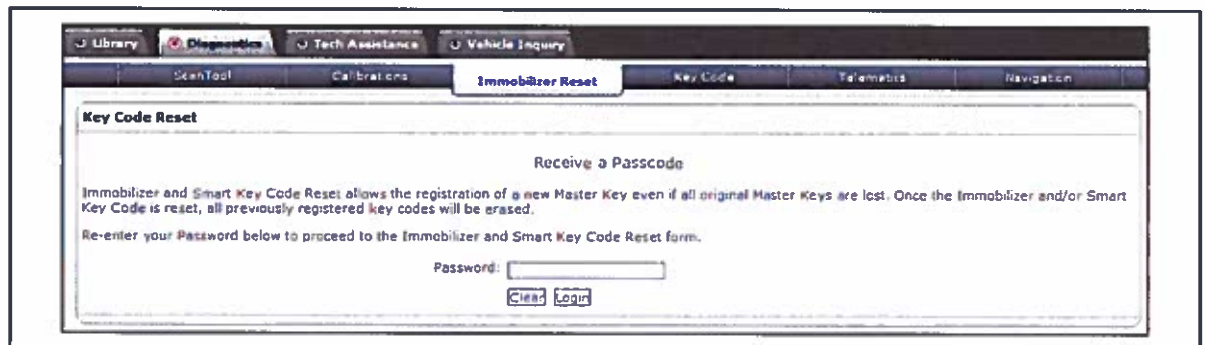 Library Diagnostics Tech Assistance Vehicle Inquiry
ScanTool Calibrations Immobilizer Reset Key Code Telematics Navigation
Key Code Reset
Receive a Passcode
Immobilizer and Smart Key Code Reset allows the registration of a new Master Key even if all original Master Keys are lost. Once the Immobilizer and/or Smart
Key Code is reset, all previously registered key codes will be erased.
Re-enter your Password below to proceed to the Immobilizer and Smart Key Code Reset form.
Password:
Clear Login